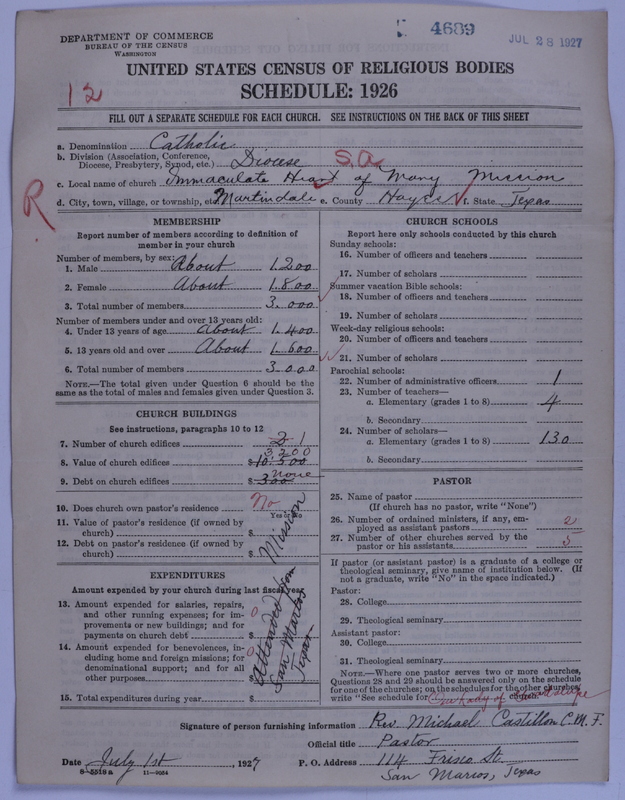 4689
JUL 28 1927
DEPARTMENT OF COMMERCE
BUREAU OF THE CENSUS
WASHINGTON
UNITED STATES CENSUS OF RELIGIOUS BODIES
SCHEDULE: 1926
12
FILL OUT A SEPARATE SCHEDULE FOR EACH CHURCH. SEE INSTRUCTIONS ON THE BACK OF THIS SHEET
a. Denomination Catholic
b. Division (Association, Conference, Diocese, Presbytery, Synod, etc.) Diocese S.A.
c. Local name of church Immaculate Heart of Mary Mission
d. City, town, village, or township, etc. Martindale e. County Hayes f. State Texas
R
MEMBERSHIP
Report number of members according to definition of
member in your church
Number of members, by sex:
1. Male About 1.200
2. Female About 1.800
3. Total number of members 3.000
Number of members under and over 13 years old:
4. Under 13 years of age About 1.400
5. 13 years old and over About 1.600
6. Total number of members 3.000
NOTE.—The total given under Question 6 should be
the same as the total of males and females given under Question 3.
CHURCH BUILDINGS
See instructions, paragraphs 10 to 12
7. Number of church edifices 2 1
3,200
8. Value of church edifices $ 10.500
none
9. Debt on church edifices $ 300
10. Does church own pastor's residence No
Yes or No
11. Value of pastor's residence (if owned by
church) $
12. Debt on pastor's residence (if owned by
church) $
EXPENDITURES
Amount expended by your church during last fiscal year
13. Amount expended for salaries, repairs,
and other running expenses; for im-
provements or new buildings; and for
payments on church debt $ 0
14. Amount expended for benevolences, in-
cluding home and foreign missions; for
denominational support; and for all
other purposes $ 0
15. Total expenditures during year $
Mission
Attended from
San Marcos
Texas
CHURCH SCHOOLS
Report here only schools conducted by this church
Sunday schools:
16. Number of officers and teachers
17. Number of scholars
Summer vacation Bible schools:
18. Number of officers and teachers
19. Number of scholars
Week-day religious schools:
20. Number of officers and teachers
21. Number of scholars
Parochial schools:
22. Number of administrative officers 1
23. Number of teachers—
a. Elementary (grades 1 to 8) 4
b. Secondary
24. Number of scholars—
a. Elementary (grades 1 to 8) 130
b. Secondary
PASTOR
25. Name of pastor
(If church has no pastor, write "None")
26. Number of ordained ministers, if any, em-
ployed as assistant pastors 2
27. Number of other churches served by the
pastor or his assistants 5
If pastor (or assistant pastor) is a graduate of a college or
theological seminary, give name of institution below. (If
not a graduate, write "No" in the space indicated.)
Pastor:
28. College
29. Theological seminary
Assistant pastor:
30. College
31. Theological seminary
NOTE.—Where one pastor serves two or more churches,
Questions 28 and 29 should be answered only on the schedule
for one of the churches; on the schedules for the other churches
write "See schedule for Our Lady of church."
Signature of person furnishing information Rev Michael Castillon C.M.F.
Official title Pastor
Date July 1st, 1927 P. O. Address 114 Frisco St.
San Marcos, Texas
8-5519 a 11-9064